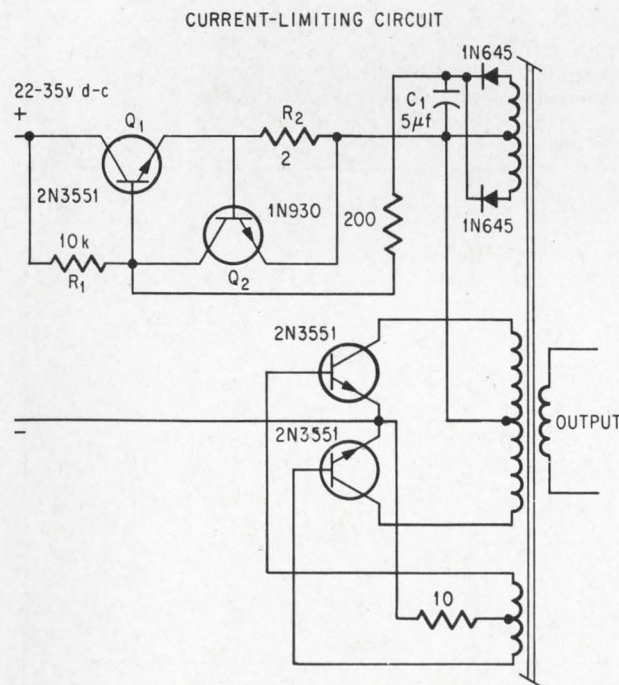 CURRENT-LIMITING CIRCUIT
1N645
22-35v d-c
+
Q1
R2
2
C1
5μf
2N3551
1N930
200
1N645
10k
R1
Q2
2N3551
OUTPUT
−
2N3551
10